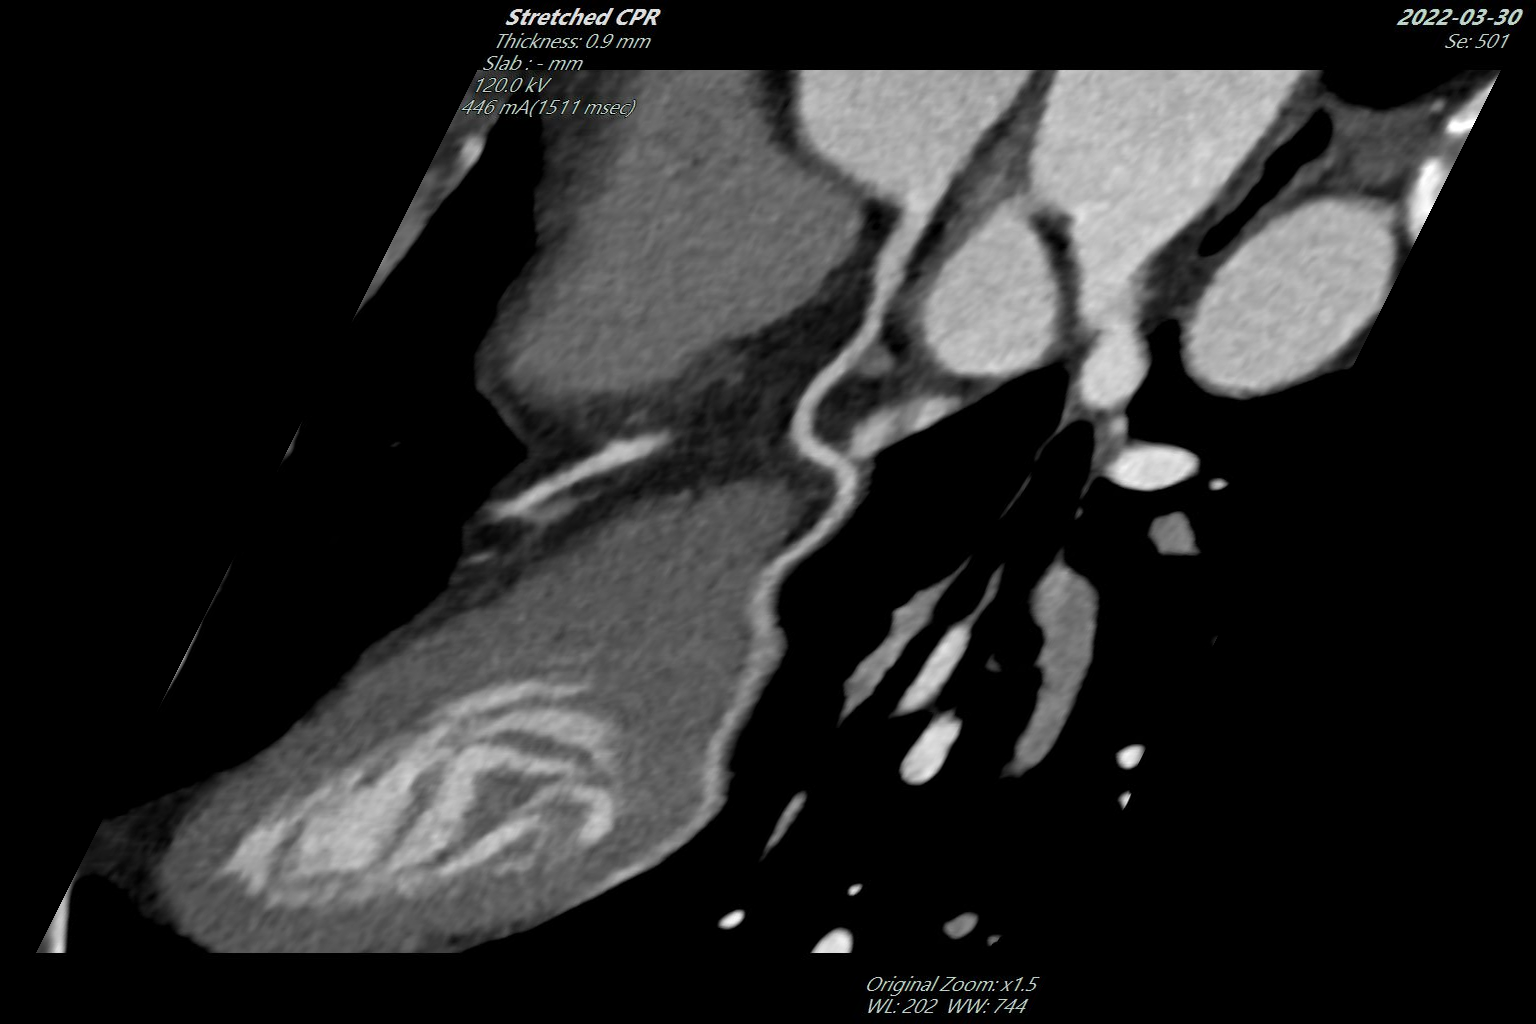 Stretched CPR
Thickness: 0.9 mm
Slab : - mm
120.0 kV
446 mA(1511 msec)
2022-03-30
Se: 501
Original Zoom: x1.5
WL: 202 WW: 744